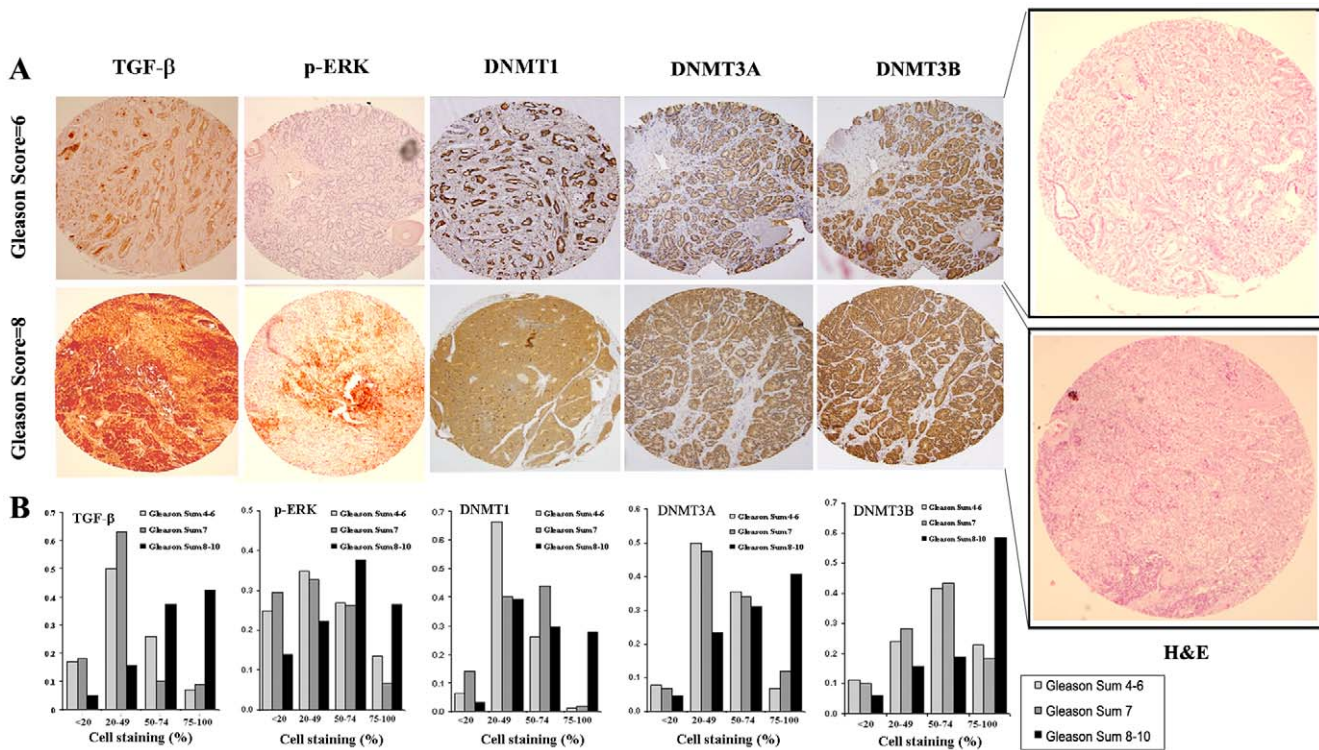 A
TGF-β
p-ERK
DNMT1
DNMT3A
DNMT3B
Gleason Score=6
Gleason Score=8
B
TGF-β
Gleason Sum 4-6
Gleason Sum 7
Gleason Sum 8-10
0.7
0.6
0.5
0.4
0.3
0.2
0.1
0
<20 20-49 50-74 75-100
Cell staining (%)
p-ERK
Gleason Sum 4-6
Gleason Sum 7
Gleason Sum 8-10
0.5
0.4
0.3
0.2
0.1
0.0
<20 20-49 50-74 75-100
Cell staining (%)
DNMT1
Gleason Sum 4-6
Gleason Sum 7
Gleason Sum 8-10
0.7
0.6
0.5
0.4
0.3
0.2
0.1
0.0
<20 20-49 50-74 75-100
Cell staining (%)
DNMT3A
Gleason Sum 4-6
Gleason Sum 7
Gleason Sum 8-10
0.6
0.5
0.4
0.3
0.2
0.1
0.0
<20 20-49 50-74 75-100
Cell staining (%)
DNMT3B
Gleason Sum 4-6
Gleason Sum 7
Gleason Sum 8-10
0.7
0.6
0.5
0.4
0.3
0.2
0.1
0.0
<20 20-49 50-74 75-100
Cell staining (%)
H&E
Gleason Sum 4-6
Gleason Sum 7
Gleason Sum 8-10